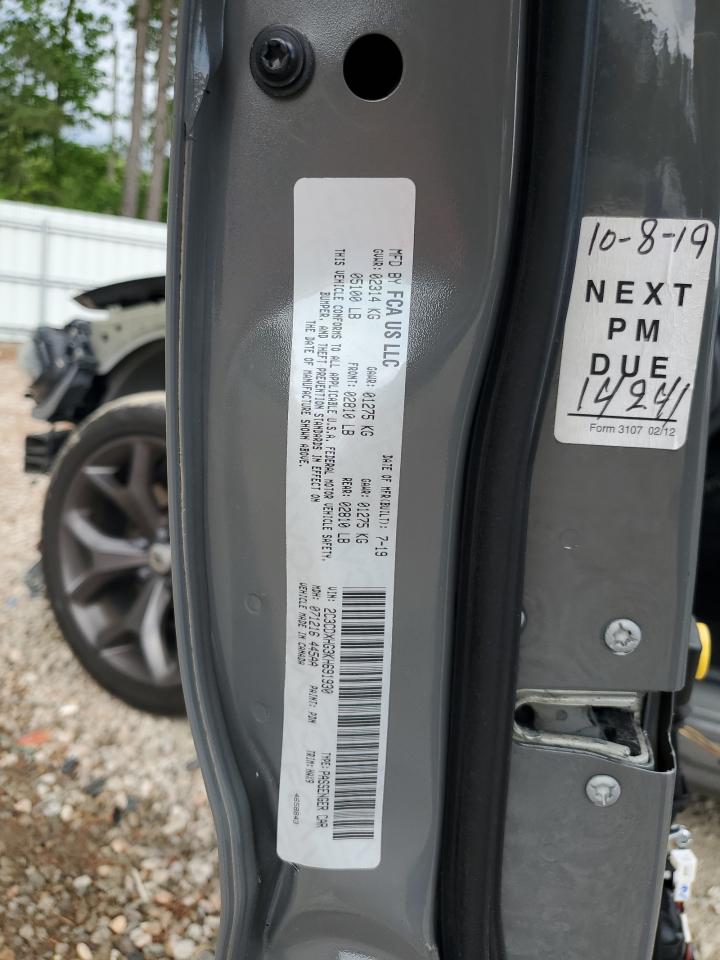 MFD BY FCA US LLC
DATE OF MFR(BUILT): 7-19
GVWR: 02314 KG
GAWR: 01275 KG
GAWR: 01275 KG
05100 LB
FRONT: 02810 LB
REAR: 02810 LB
THIS VEHICLE CONFORMS TO ALL APPLICABLE U.S.A. FEDERAL MOTOR VEHICLE SAFETY,
BUMPER, AND THEFT PREVENTION STANDARDS IN EFFECT ON
THE DATE OF MANUFACTURE SHOWN ABOVE.
VIN: 2C3CDXHG3KH691930
TYPE: PASSENGER CAR
MDH: 071216 445AA
PAINT: PDN
TRIM: HAX9
VEHICLE MADE IN CANADA
4658843
10-8-19
NEXT
PM
DUE
14241
Form 3107 02/12